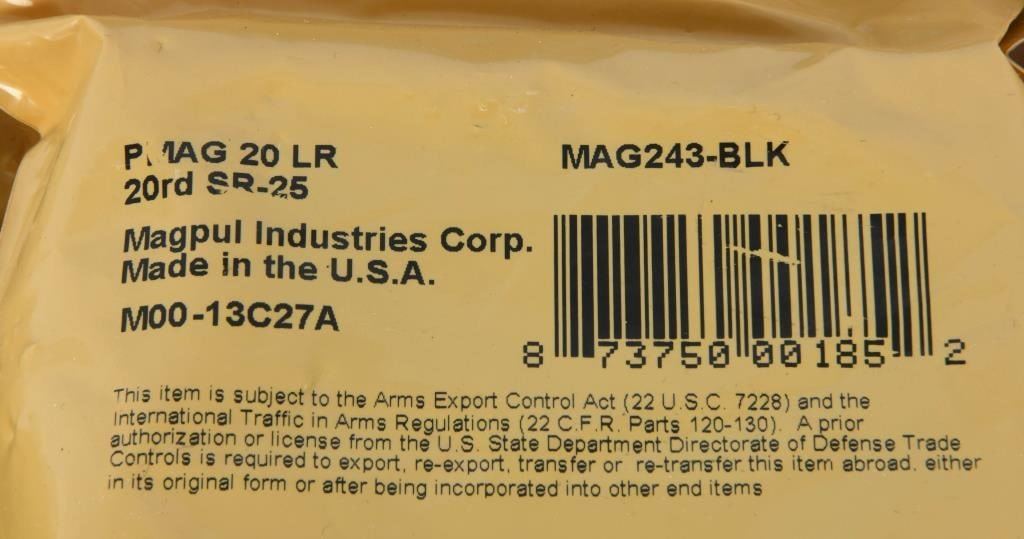 PMAG 20 LR
20rd SR-25
Magpul Industries Corp.
Made in the U.S.A.
M00-13C27A
MAG243-BLK
8 73750 00185 2
This item is subject to the Arms Export Control Act (22 U.S.C. 7228) and the
International Traffic in Arms Regulations (22 C.F.R. Parts 120-130). A prior
authorization or license from the U.S. State Department Directorate of Defense Trade
Controls is required to export, re-export, transfer or re-transfer this item abroad. either
in its original form or after being incorporated into other end items